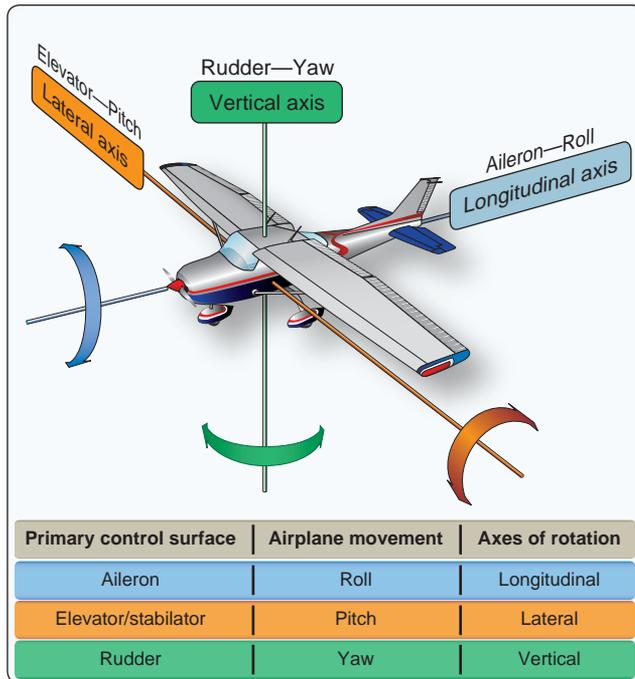 Elevator—Pitch
Lateral axis
Rudder—Yaw
Vertical axis
Aileron—Roll
Longitudinal axis
Primary control surface | Airplane movement | Axes of rotation
Aileron | Roll | Longitudinal
Elevator/stabilator | Pitch | Lateral
Rudder | Yaw | Vertical